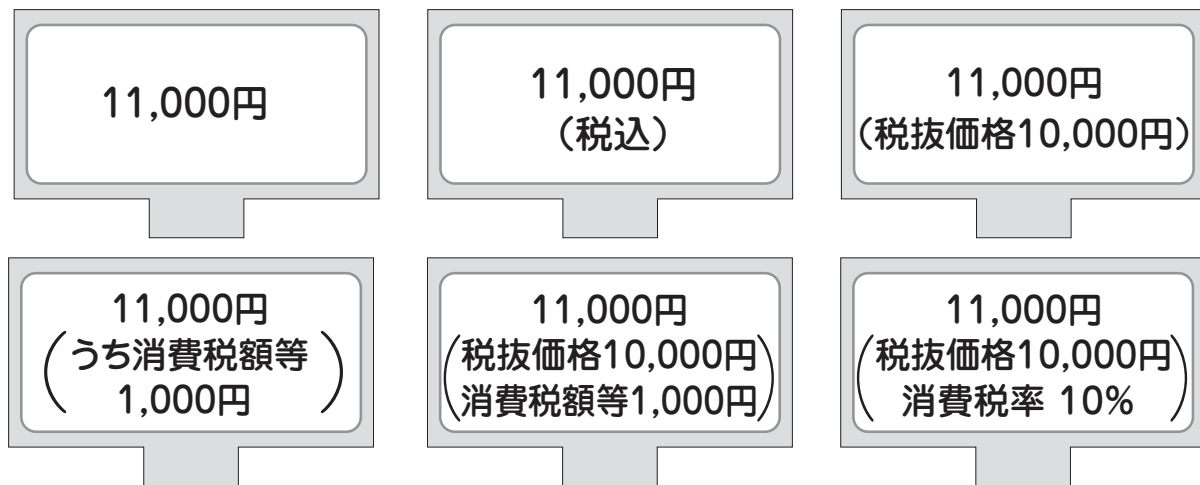 11,000円
11,000円
（税込）
11,000円
（税抜価格10,000円）
11,000円
（うち消費税額等
1,000円）
11,000円
（税抜価格10,000円
消費税額等1,000円）
11,000円
（税抜価格10,000円
消費税率 10%）